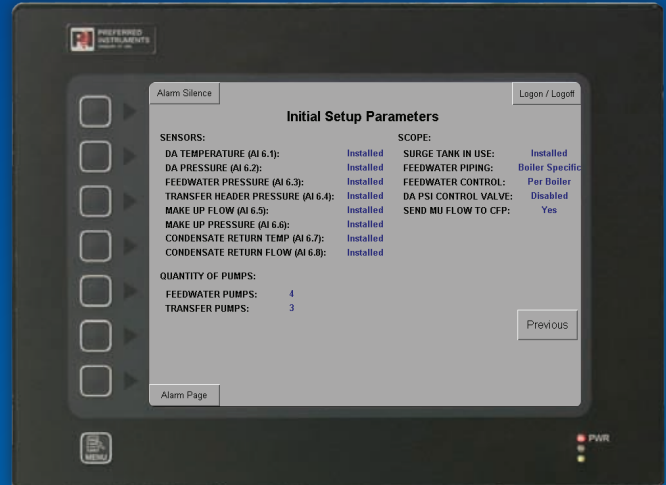 PREFERRED
INSTRUMENTS
Alarm Silence
Logon / Logoff
Initial Setup Parameters
SENSORS:
DA TEMPERATURE (AI 6.1): Installed
DA PRESSURE (AI 6.2): Installed
FEEDWATER PRESSURE (AI 6.3): Installed
TRANSFER HEADER PRESSURE (AI 6.4): Installed
MAKE UP FLOW (AI 6.5): Installed
MAKE UP PRESSURE (AI 6.6): Installed
CONDENSATE RETURN TEMP (AI 6.7): Installed
CONDENSATE RETURN FLOW (AI 6.8): Installed
SCOPE:
SURGE TANK IN USE: Installed
FEEDWATER PIPING: Boiler Specific
FEEDWATER CONTROL: Per Boiler
DA PSI CONTROL VALVE: Disabled
SEND MU FLOW TO CFP: Yes
QUANTITY OF PUMPS:
FEEDWATER PUMPS: 4
TRANSFER PUMPS: 3
Previous
Alarm Page
MENU
PWR